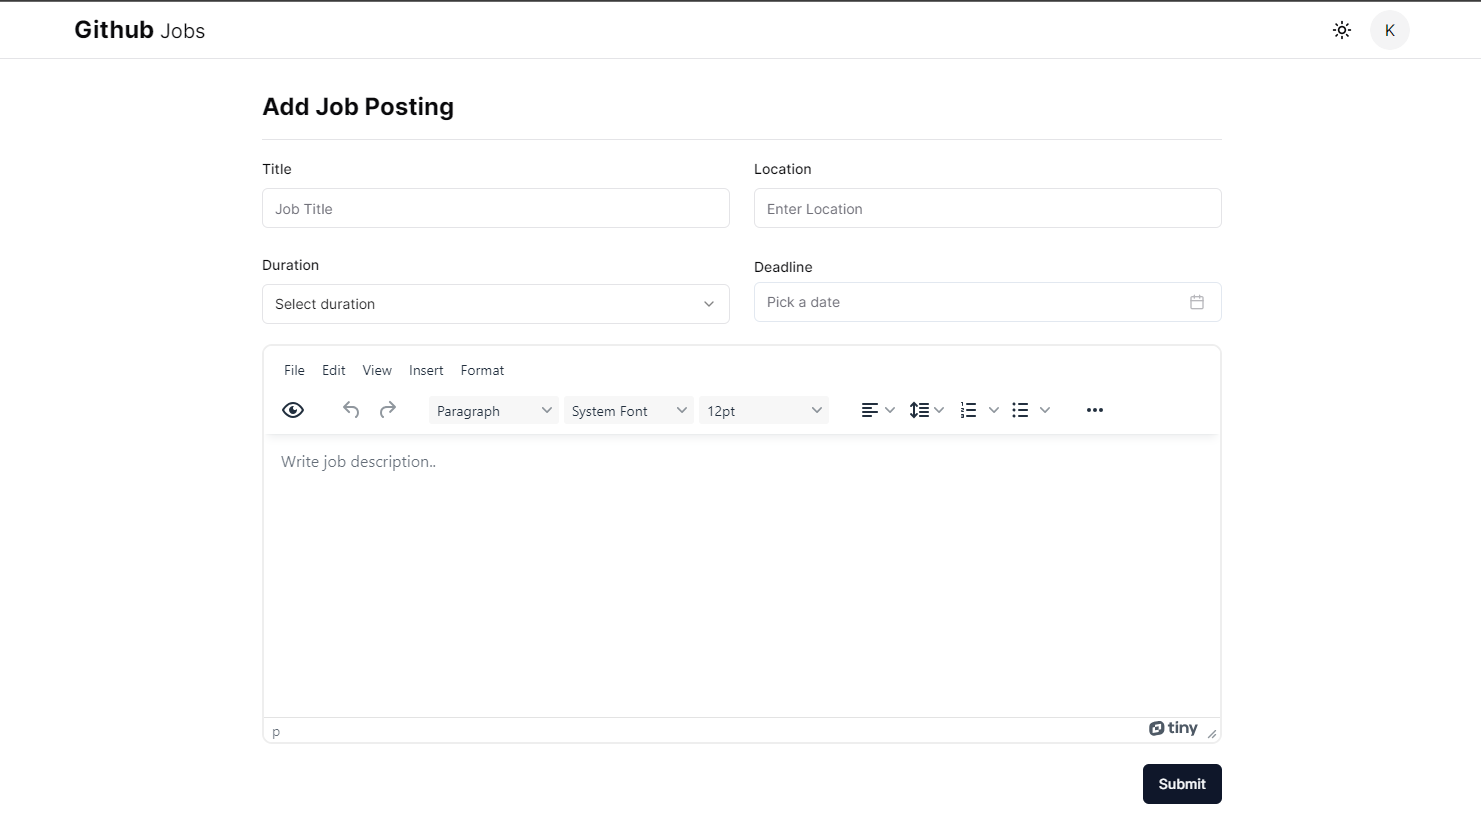 Github Jobs
K
Add Job Posting
Title
Location
Job Title
Enter Location
Duration
Deadline
Select duration
Pick a date
File Edit View Insert Format
Paragraph System Font 12pt
Write job description..
p
tiny
Submit